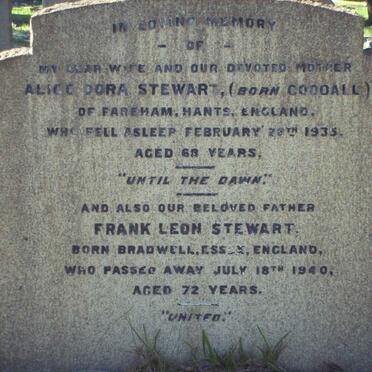 IN LOVING MEMORY
- OF -
MY DEAR WIFE AND OUR DEVOTED MOTHER
ALICE DORA STEWART, (BORN GOODALL)
OF FAREHAM, HANTS, ENGLAND.
WHO FELL ASLEEP FEBRUARY 28TH 1935.
AGED 68 YEARS.
"UNTIL THE DAWN."
AND ALSO OUR BELOVED FATHER
FRANK LEON STEWART.
BORN BRADWELL, ESSEX, ENGLAND,
WHO PASSED AWAY JULY 18TH 1940,
AGED 72 YEARS.
"UNITED."